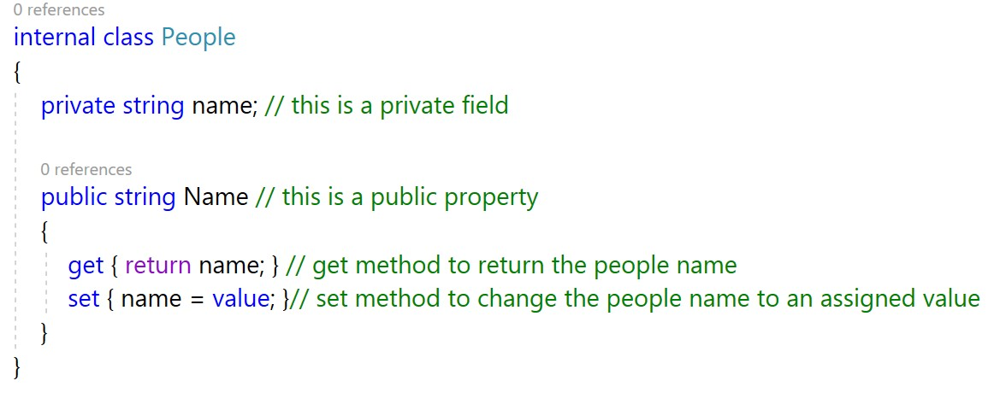 0 references
internal class People
{
private string name; // this is a private field
0 references
public string Name // this is a public property
{
get { return name; } // get method to return the people name
set { name = value; }// set method to change the people name to an assigned value
}
}